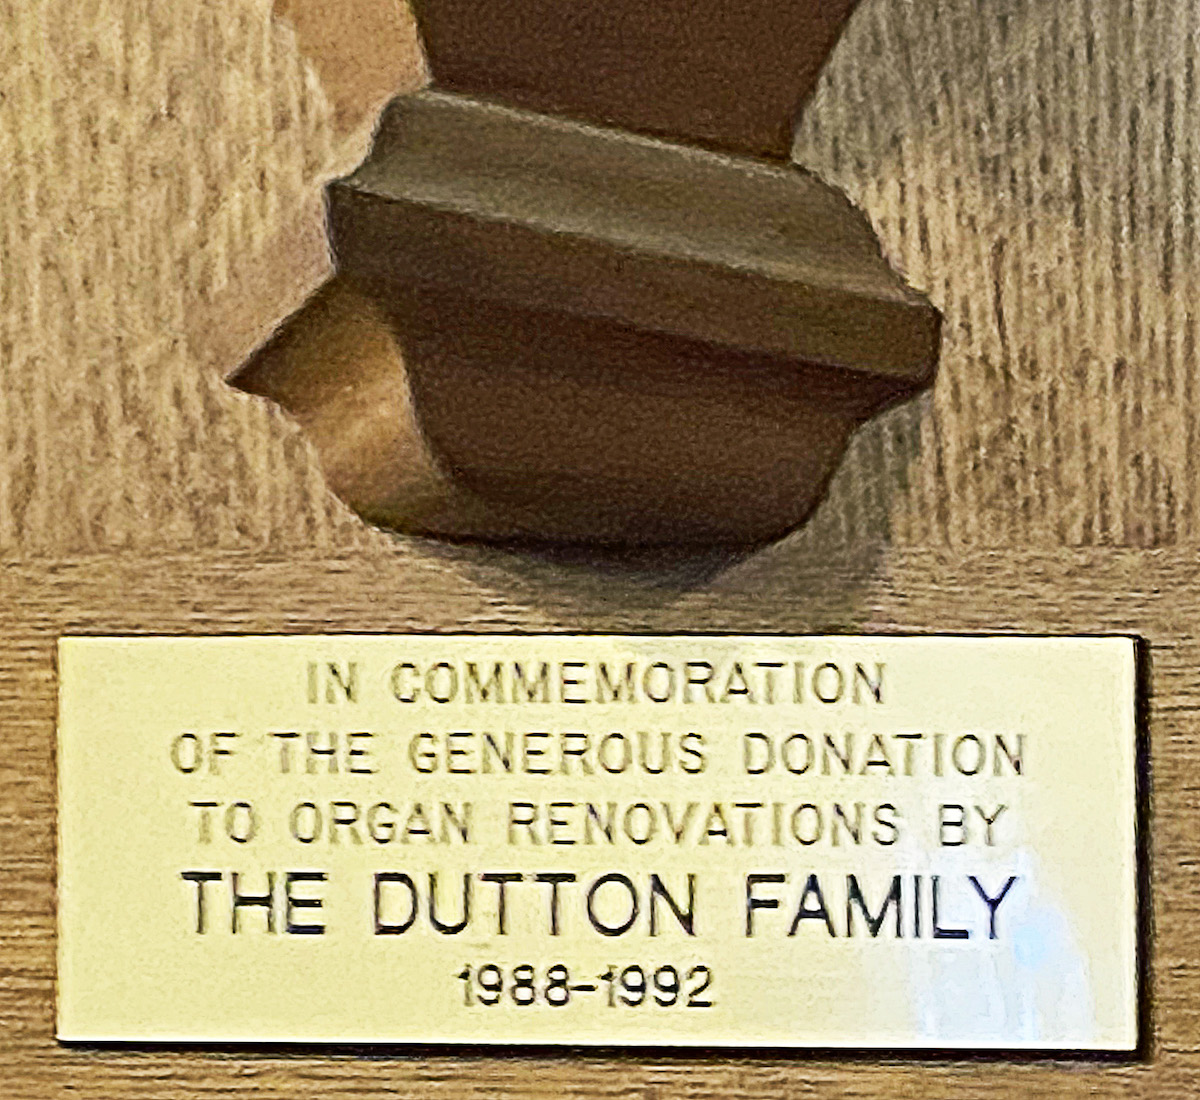 IN COMMEMORATION
OF THE GENEROUS DONATION
TO ORGAN RENOVATIONS BY
THE DUTTON FAMILY
1988-1992